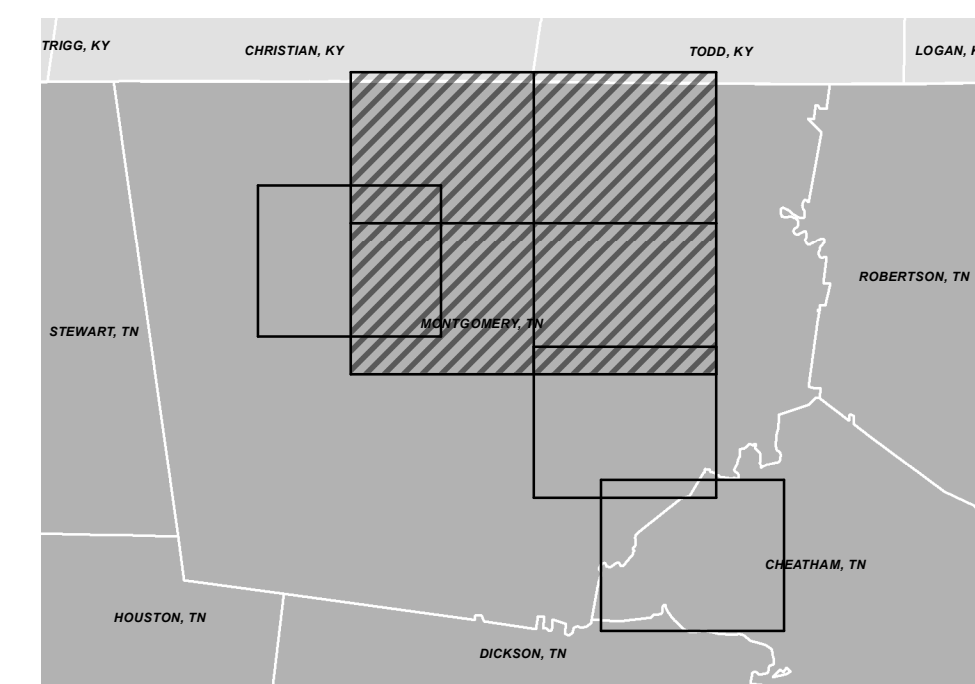 TRIGG, KY
CHRISTIAN, KY
TODD, KY
LOGAN,
ROBERTSON, TN
MONTGOMERY, TN
STEWART, TN
CHEATHAM, TN
HOUSTON, TN
DICKSON, TN